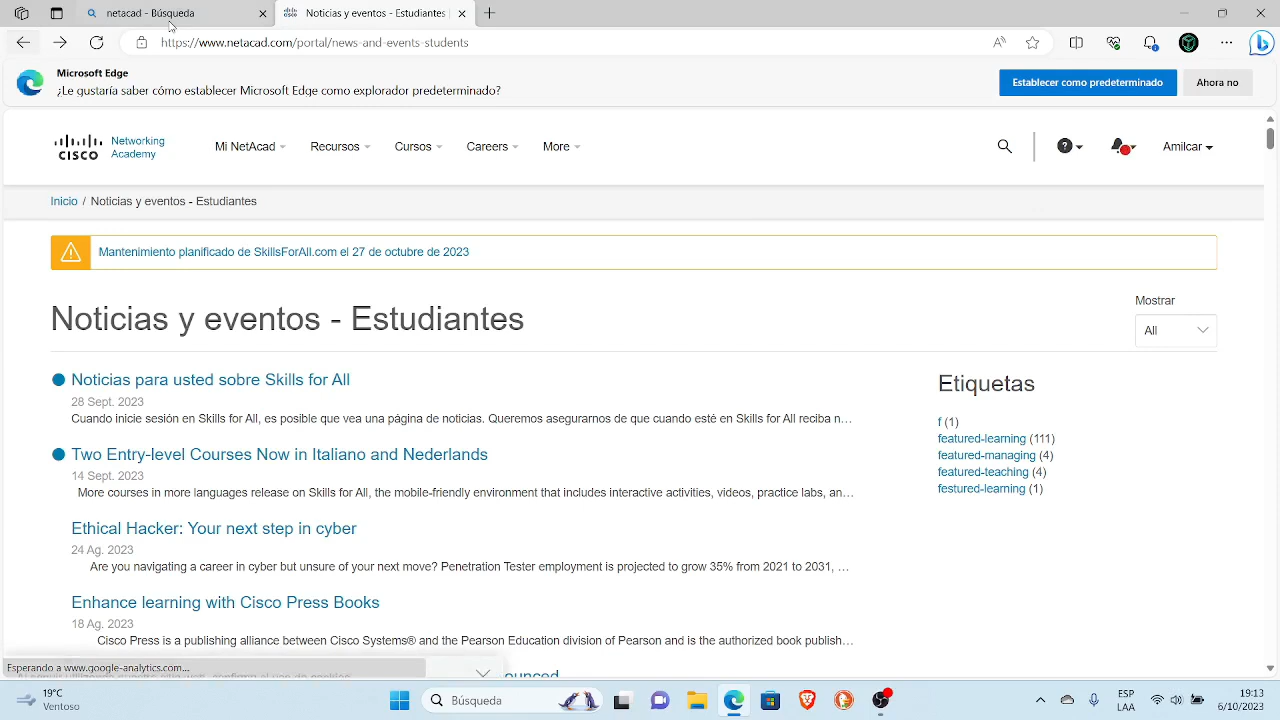 netacad - Búsqueda
Noticias y eventos - Estudiantes
https://www.netacad.com/portal/news-and-events-students
Microsoft Edge
¿Le gustaría saber cómo establecer Microsoft Edge como explorador predeterminado?
Establecer como predeterminado
Ahora no
CISCO Networking Academy
Mi NetAcad
Recursos
Cursos
Careers
More
Amilcar
Inicio / Noticias y eventos - Estudiantes
Mantenimiento planificado de SkillsForAll.com el 27 de octubre de 2023
Noticias y eventos - Estudiantes
Mostrar
All
Noticias para usted sobre Skills for All
28 Sept. 2023
Cuando inicie sesión en Skills for All, es posible que vea una página de noticias. Queremos asegurarnos de que cuando esté en Skills for All reciba n…
Two Entry-level Courses Now in Italiano and Nederlands
14 Sept. 2023
More courses in more languages release on Skills for All, the mobile-friendly environment that includes interactive activities, videos, practice labs, an…
Ethical Hacker: Your next step in cyber
24 Ag. 2023
Are you navigating a career in cyber but unsure of your next move? Penetration Tester employment is projected to grow 35% from 2021 to 2031, …
Enhance learning with Cisco Press Books
18 Ag. 2023
Cisco Press is a publishing alliance between Cisco Systems® and the Pearson Education division of Pearson and is the authorized book publish…
Etiquetas
f (1)
featured-learning (111)
featured-managing (4)
featured-teaching (4)
festured-learning (1)
Esperando a www.google-analytics.com...
19°C
Ventoso
Búsqueda
ESP
LAA
19:13
6/10/2023